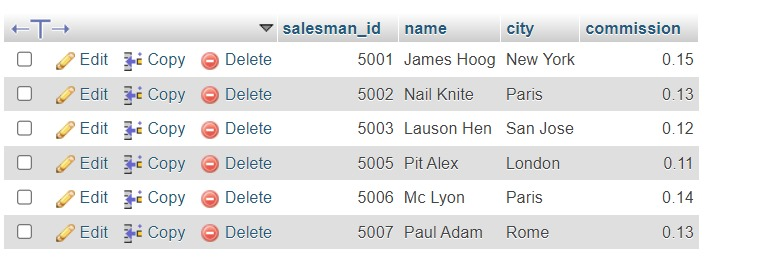 salesman_id name city commission
Edit Copy Delete 5001 James Hoog New York 0.15
Edit Copy Delete 5002 Nail Knite Paris 0.13
Edit Copy Delete 5003 Lauson Hen San Jose 0.12
Edit Copy Delete 5005 Pit Alex London 0.11
Edit Copy Delete 5006 Mc Lyon Paris 0.14
Edit Copy Delete 5007 Paul Adam Rome 0.13